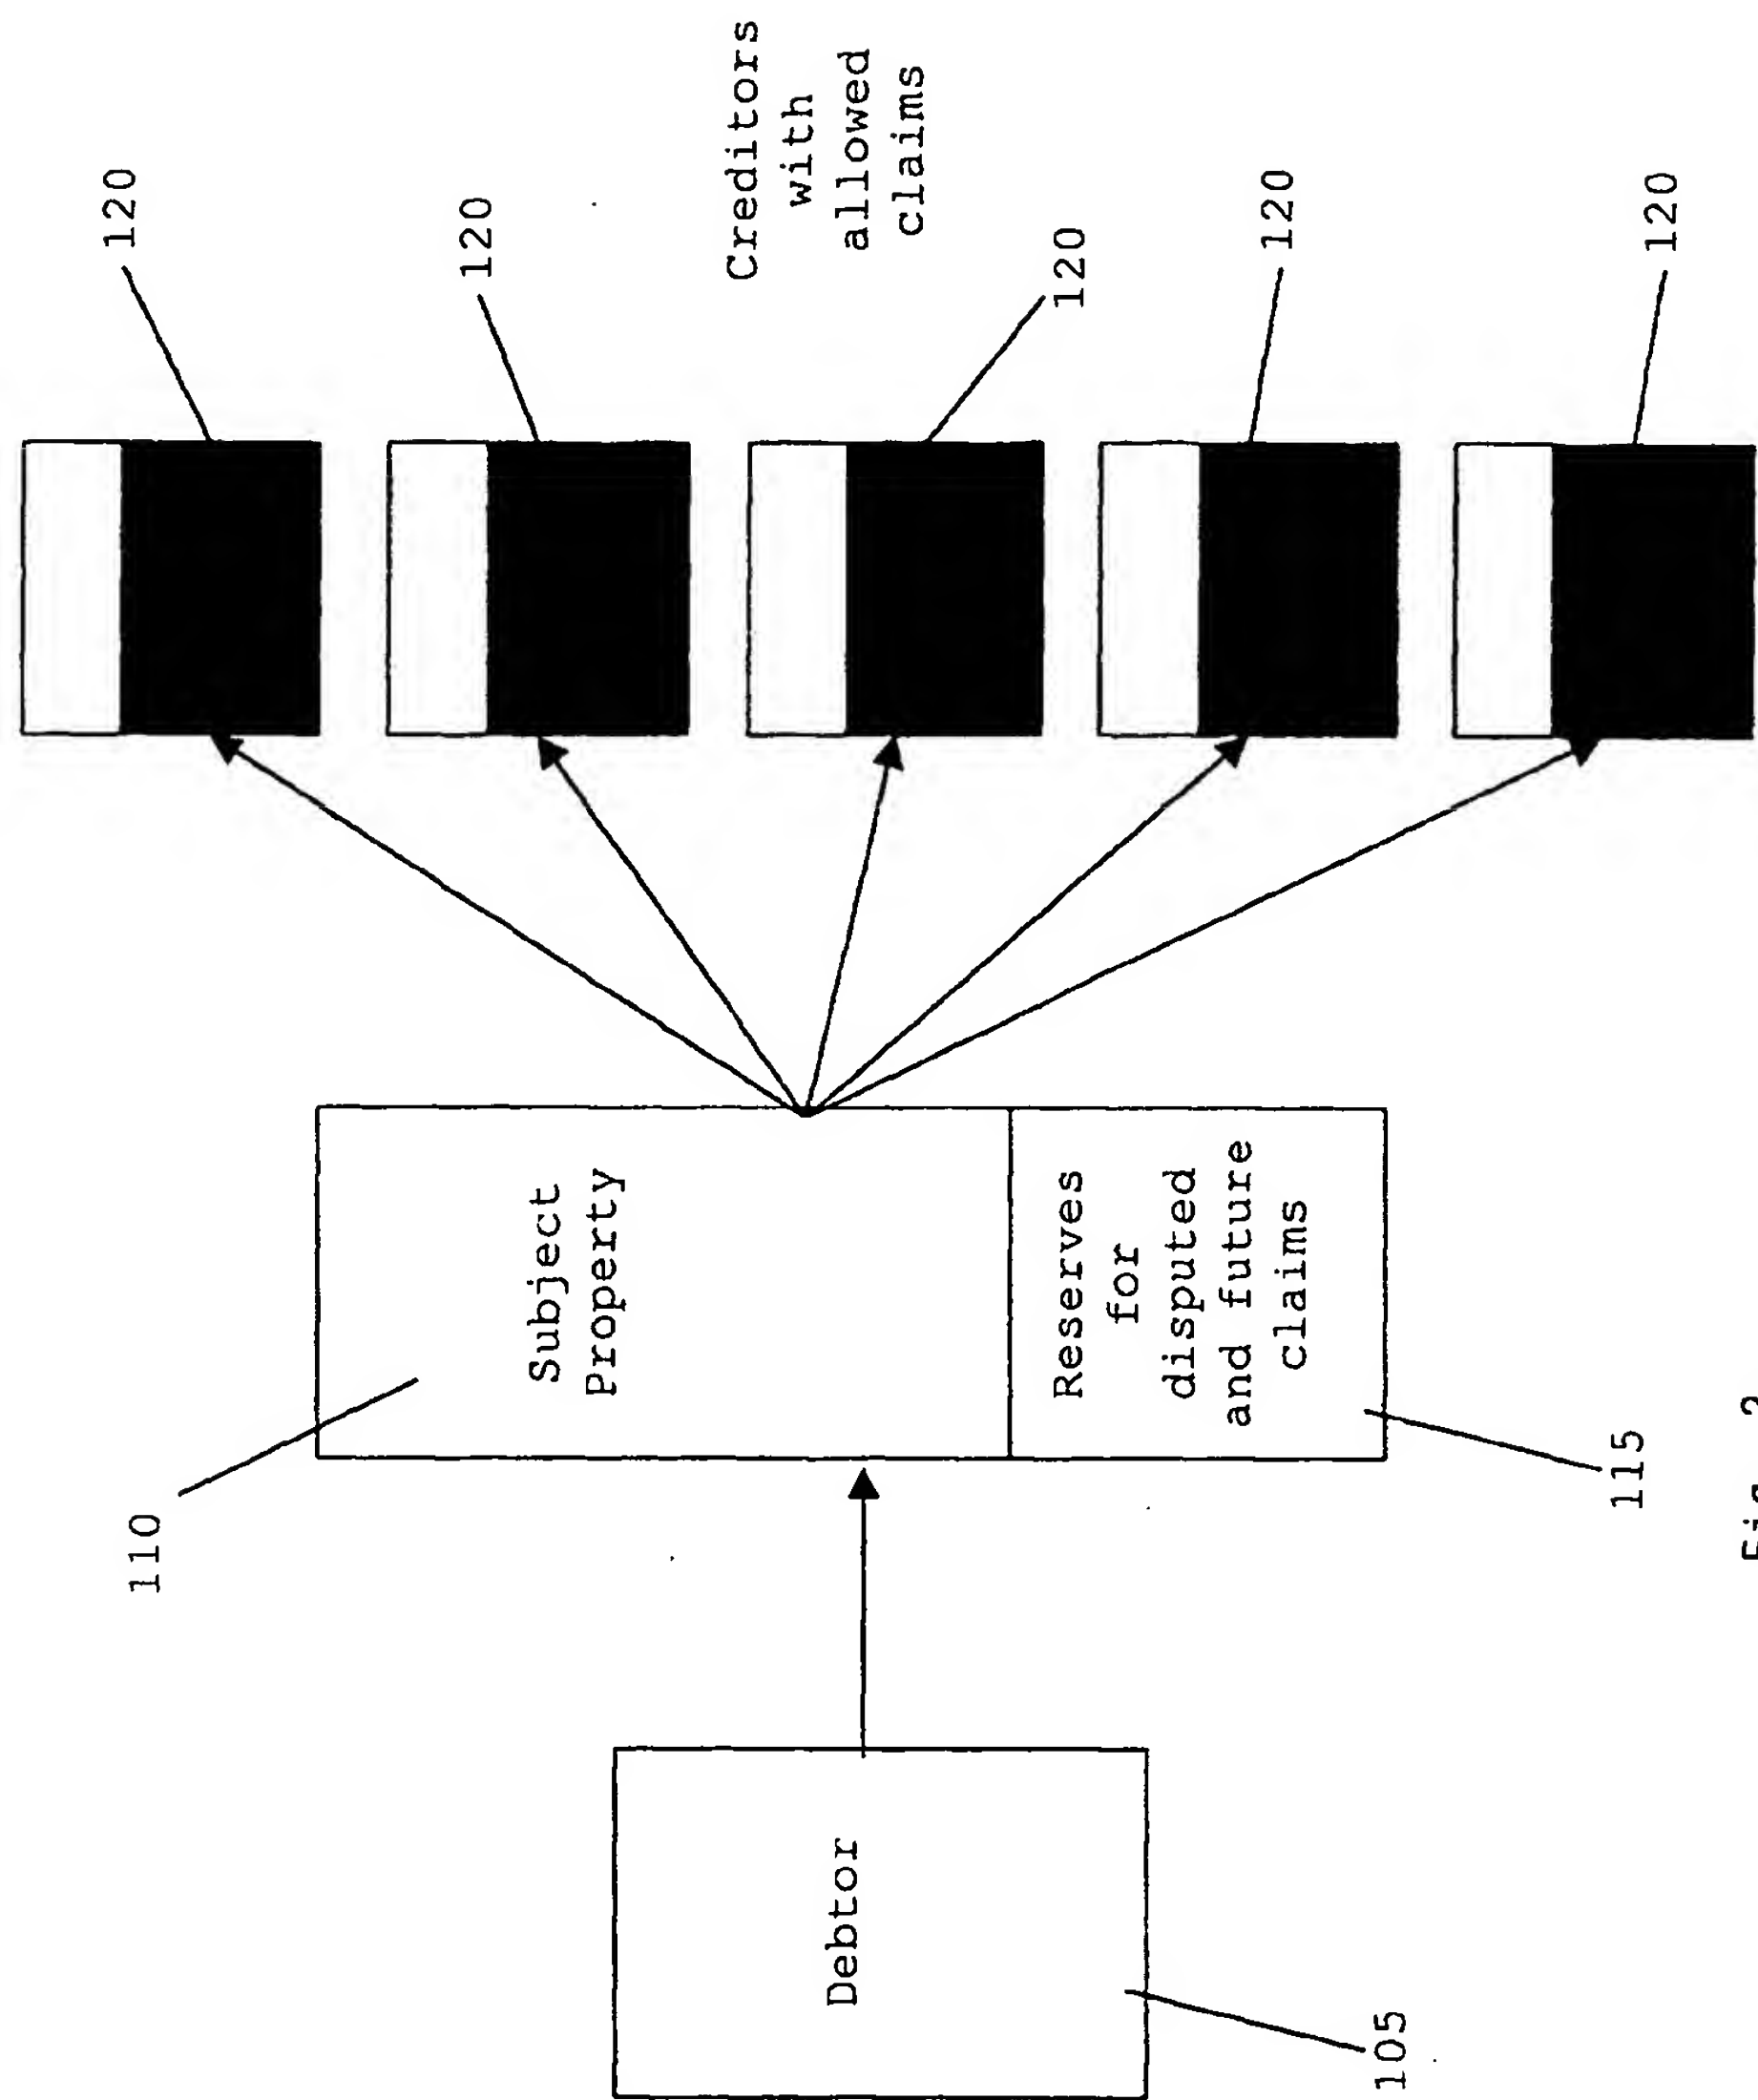 120
120
Creditors
with
allowed
claims
120
120
120
110
Subject
Property
Reserves
for
disputed
and future
claims
115
Debtor
105